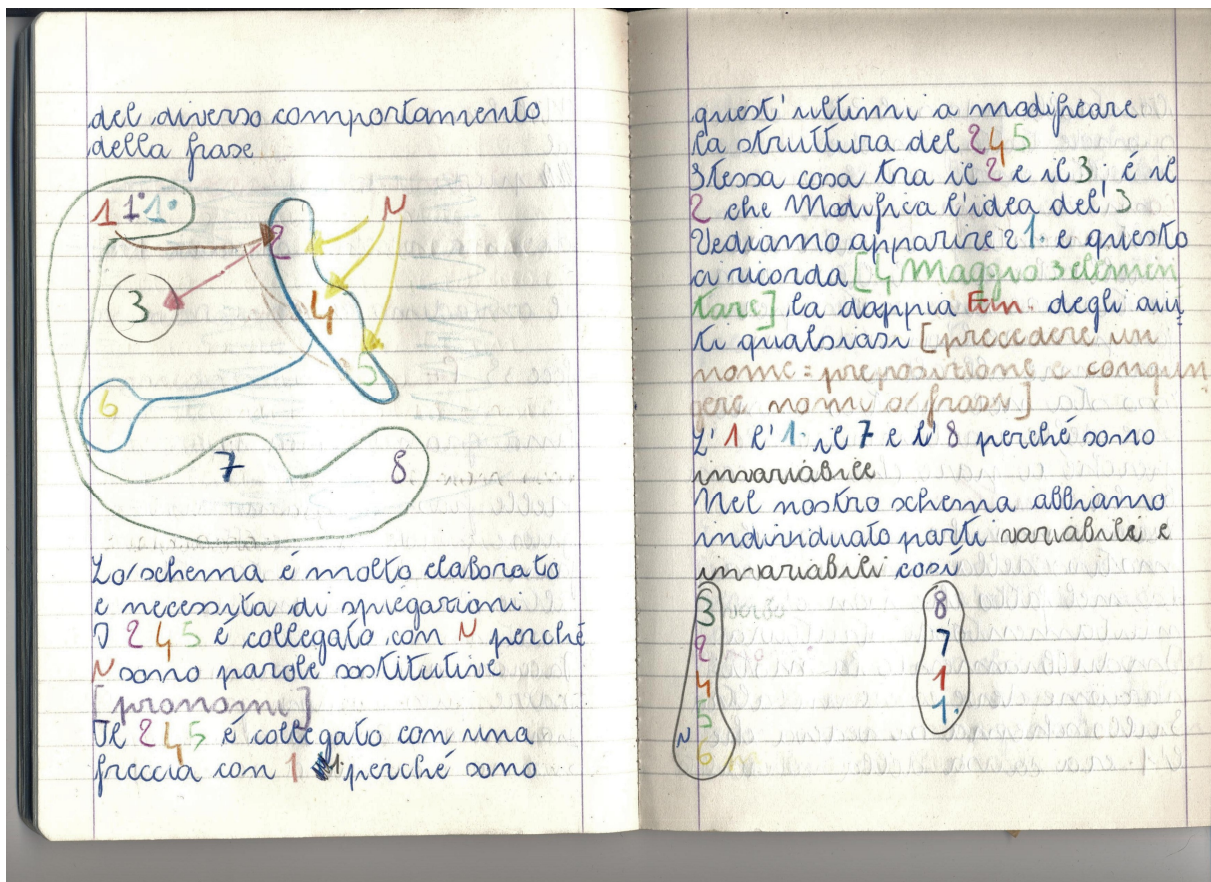 del diverso comportamento
della frase
1 1· 1·
N
2
3
4
5
6
7
8
Lo schema é molto elaborato
e necessita di spiegazioni
I 2 4 5 é collegato con N perché
N sono parole sostitutive
[pronomi]
Il 2 4 5 é collegato con una
freccia con 1 1· perché sono
quest'ultimi a modificare
la struttura del 2 4 5
Stessa cosa tra il 2 e il 3; é il
2 che Modifica l'idea del 3
Vediamo apparire 2 1· e questo
ci ricorda [4 Maggio 3 elemen
tare] la doppia Fun. degli aiu
ti qualsiasi [precedere un
nome = preposizione e congiun
gere nomi o frasi]
L' 1 l' 1· il 7 e l' 8 perché sono
invariabile
Nel nostro schema abbiamo
individuato parti variabili e
invariabili cosí
3 8
2 7
4 1
5 1·
N 6